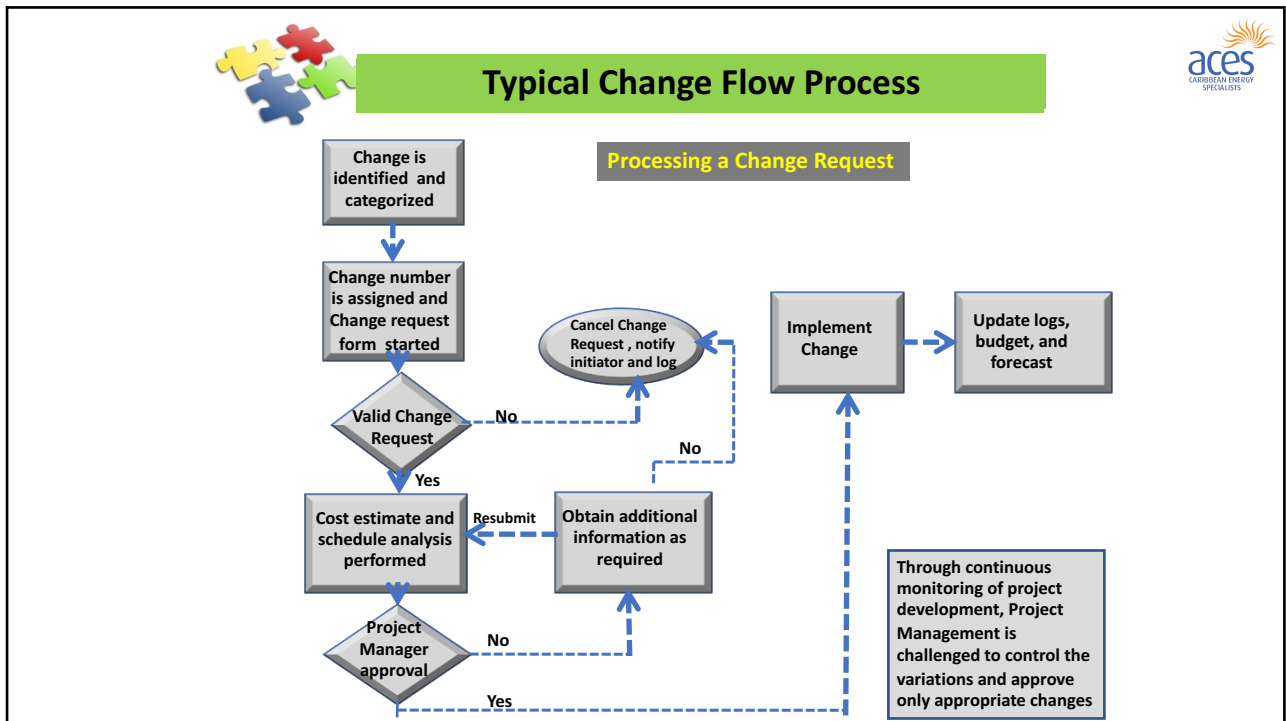 Typical Change Flow Process
aces
CARIBBEAN ENERGY
SPECIALISTS
Processing a Change Request
Change is
identified and
categorized
Change number
is assigned and
Change request
form started
Cancel Change
Request , notify
initiator and log
Implement
Change
Update logs,
budget, and
forecast
Valid Change
Request
No
No
Yes
Cost estimate and
schedule analysis
performed
Resubmit
Obtain additional
information as
required
Project
Manager
approval
No
Yes
Through continuous
monitoring of project
development, Project
Management is
challenged to control the
variations and approve
only appropriate changes